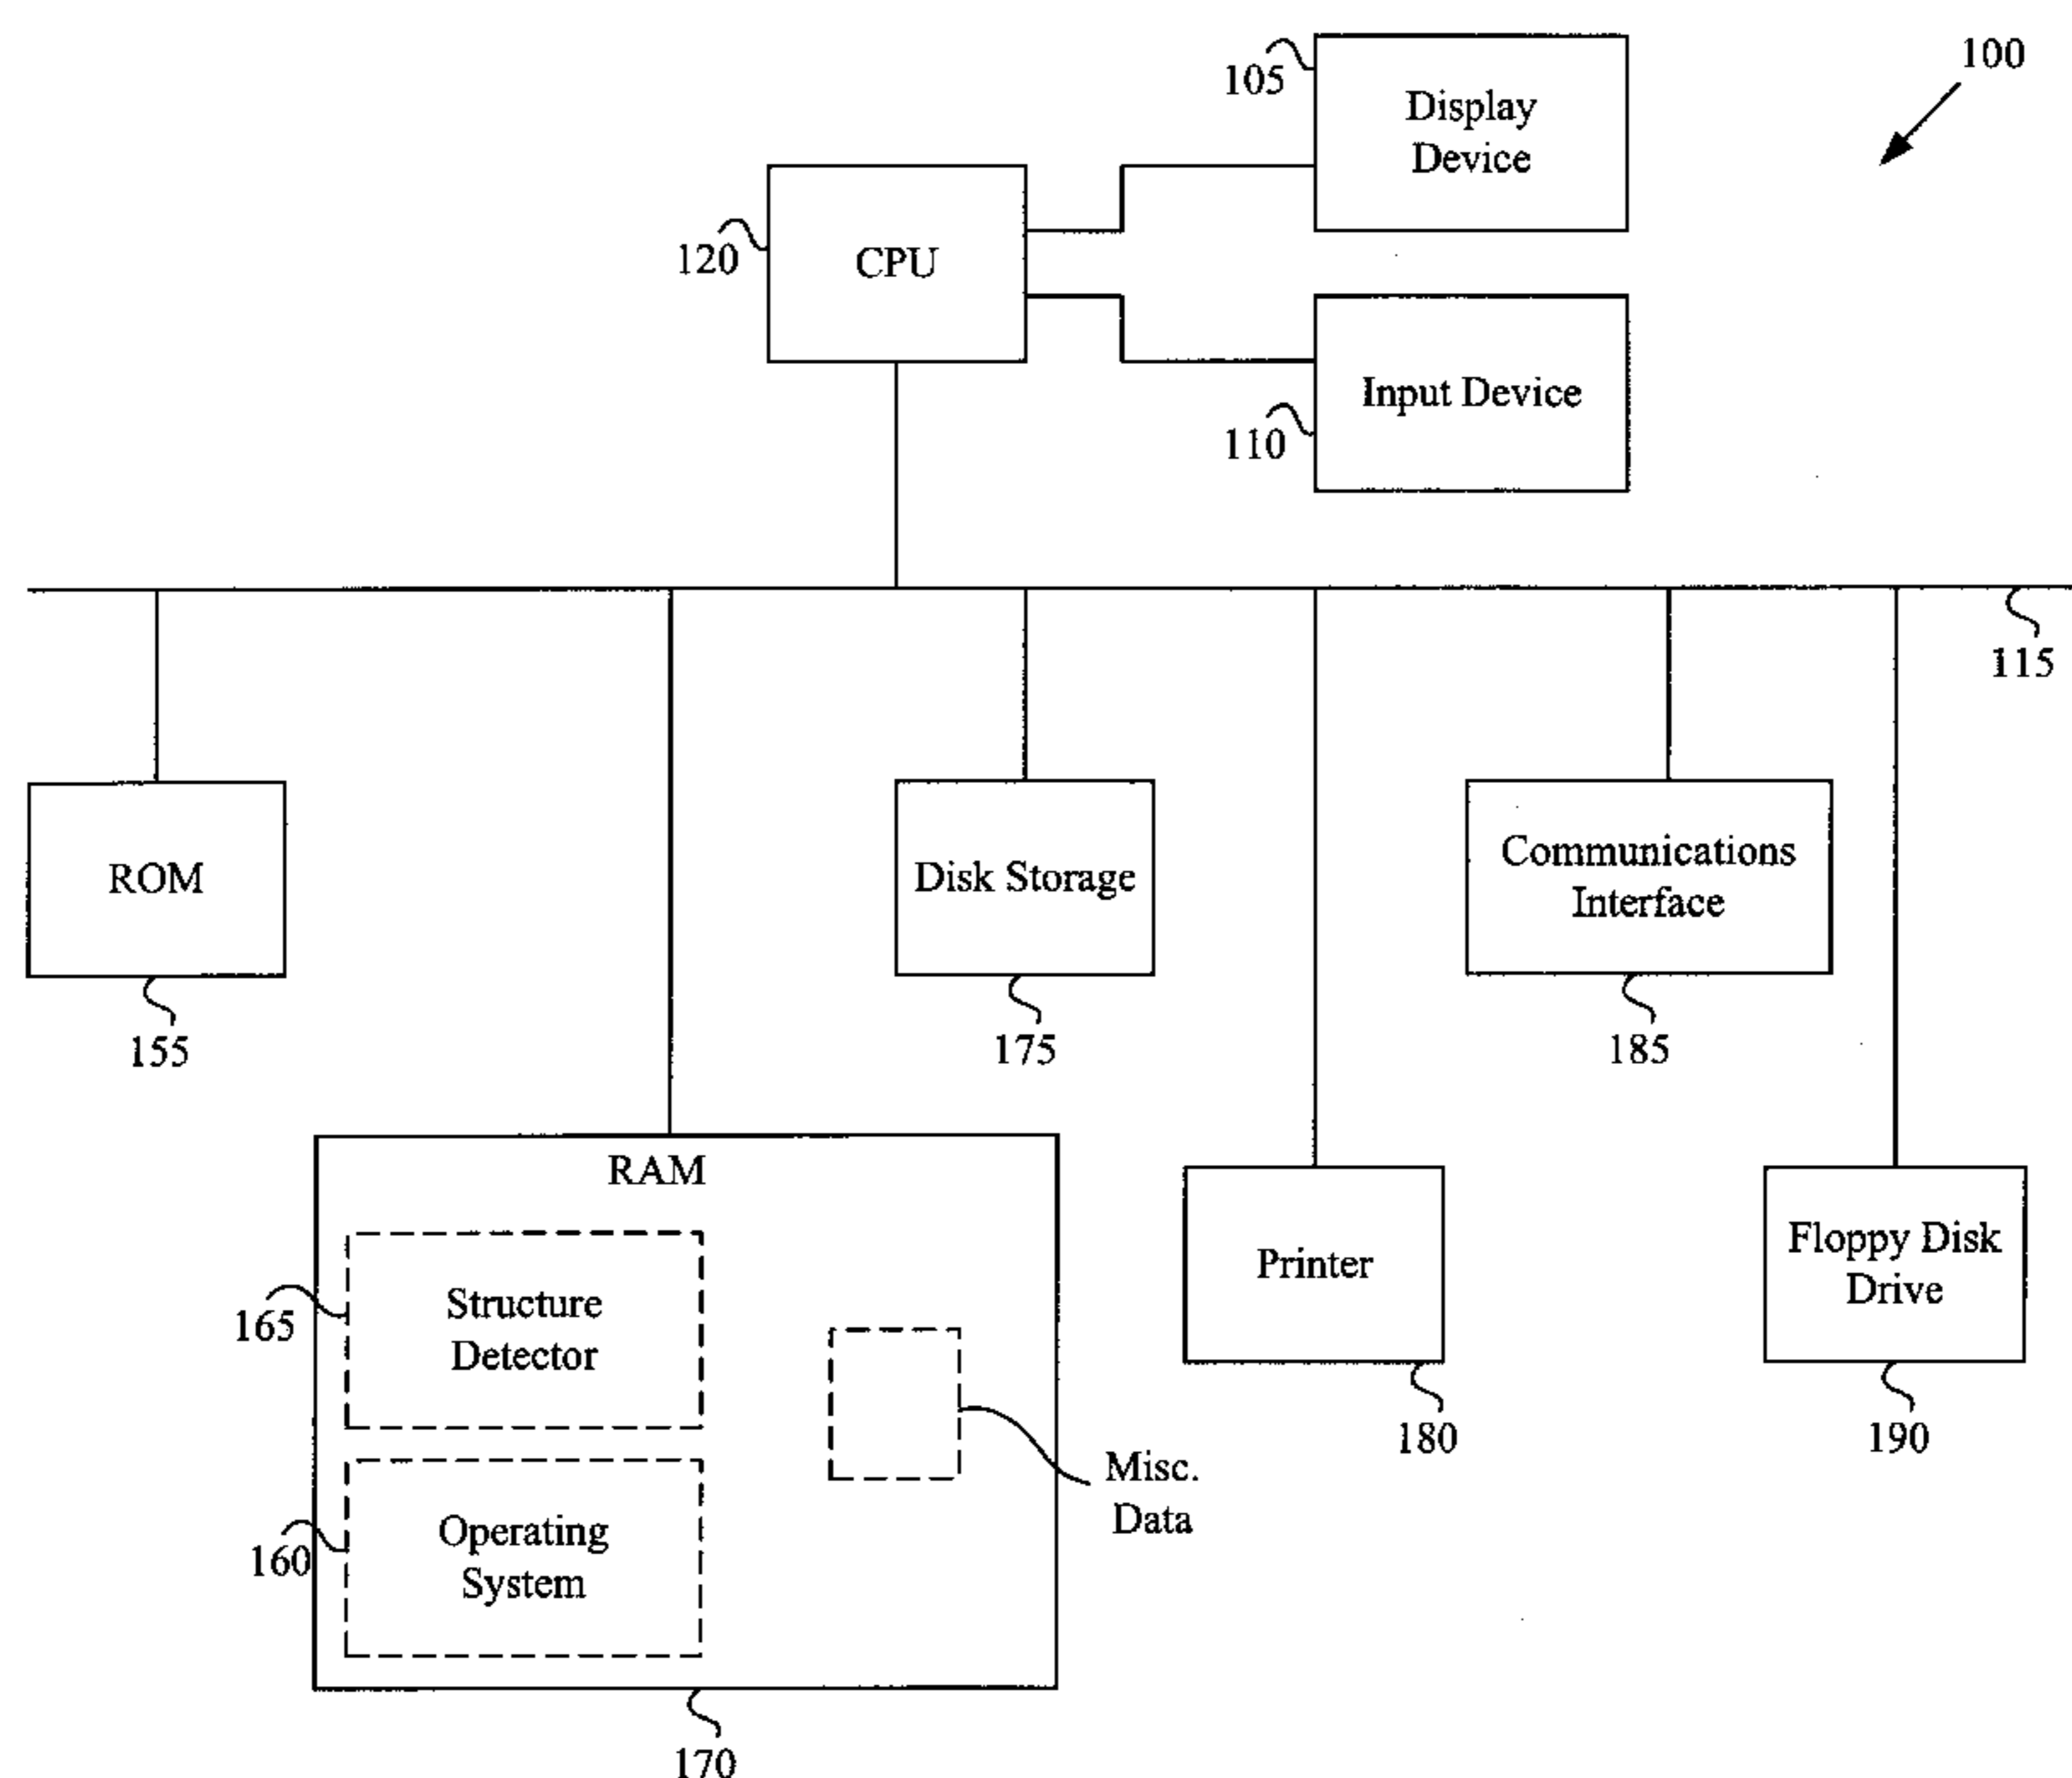 100
105
Display
Device
120
CPU
110
Input Device
115
ROM
155
Disk Storage
175
Communications
Interface
185
RAM
165
Structure
Detector
160
Operating
System
Misc.
Data
170
Printer
180
Floppy Disk
Drive
190